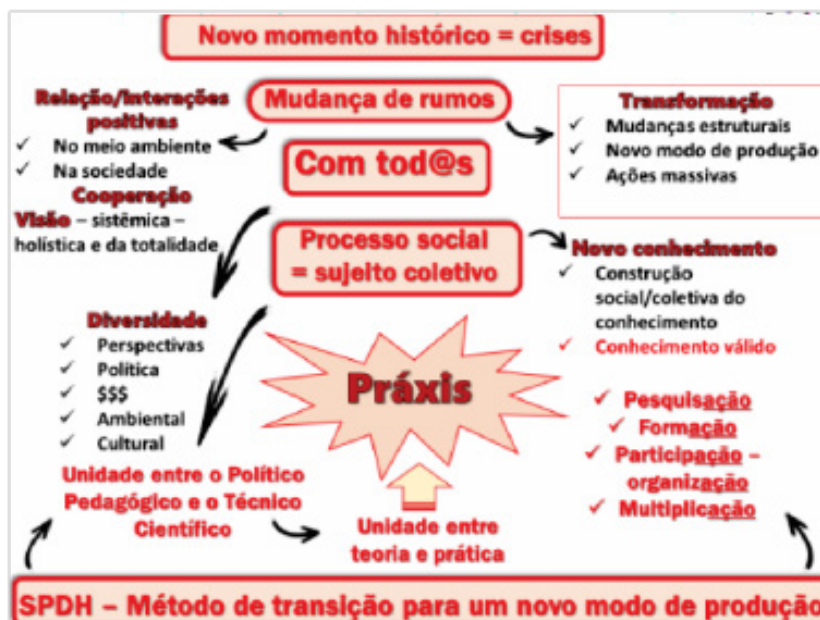 Novo momento histórico = crises
Relação/Interações
positivas
✓ No meio ambiente
✓ Na sociedade
Cooperação
Visão – sistêmica –
holística e da totalidade
Mudança de rumos
Com tod@s
Processo social
= sujeito coletivo
Transformação
✓ Mudanças estruturais
✓ Novo modo de produção
✓ Ações massivas
Novo conhecimento
✓ Construção
social/coletiva do
conhecimento
✓ Conhecimento válido
Diversidade
✓ Perspectivas
✓ Política
✓ $$$
✓ Ambiental
✓ Cultural
Práxis
✓ Pesquisação
✓ Formação
✓ Participação –
organização
✓ Multiplicação
Unidade entre o Político
Pedagógico e o Técnico
Científico
Unidade entre
teoria e prática
SPDH – Método de transição para um novo modo de produção